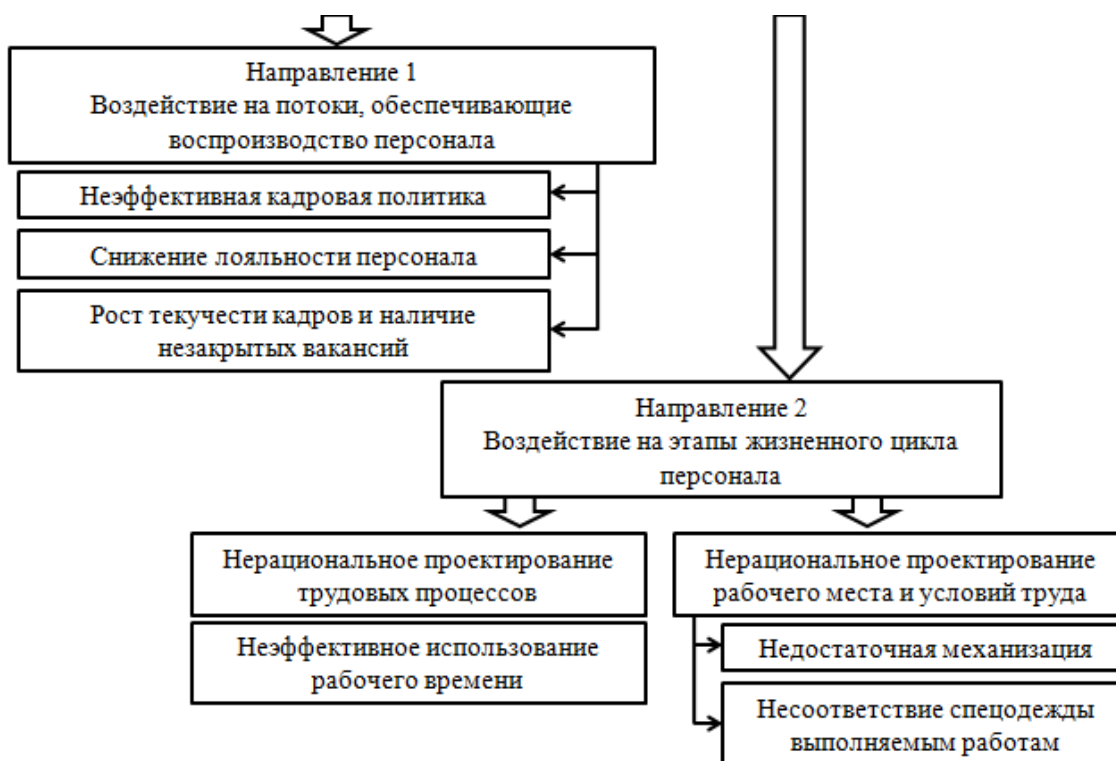 Направление 1
Воздействие на потоки, обеспечивающие
воспроизводство персонала
Неэффективная кадровая политика
Снижение лояльности персонала
Рост текучести кадров и наличие
незакрытых вакансий
Направление 2
Воздействие на этапы жизненного цикла
персонала
Нерациональное проектирование
трудовых процессов
Неэффективное использование
рабочего времени
Нерациональное проектирование
рабочего места и условий труда
Недостаточная механизация
Несоответствие спецодежды
выполняемым работам